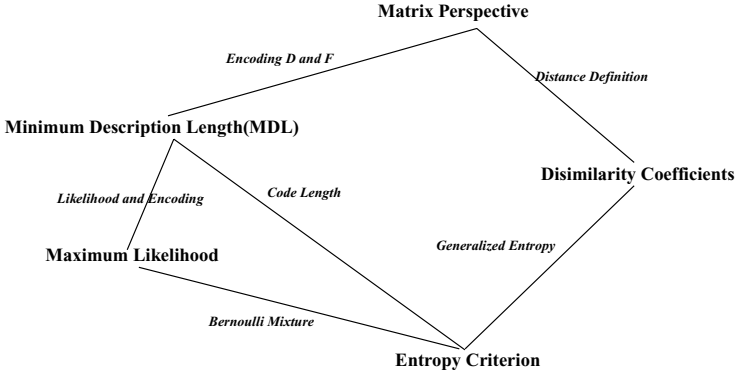 Matrix Perspective
Encoding D and F
Distance Definition
Minimum Description Length(MDL)
Disimilarity Coefficients
Likelihood and Encoding
Code Length
Generalized Entropy
Maximum Likelihood
Bernoulli Mixture
Entropy Criterion